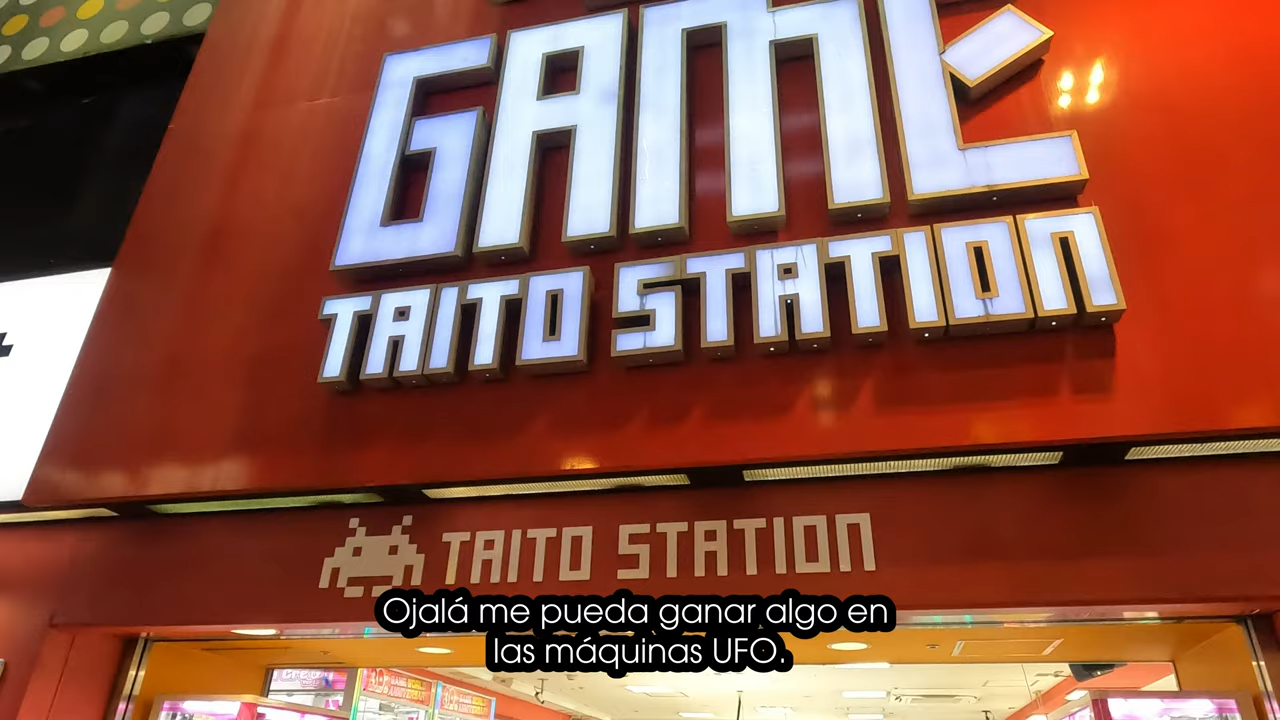 GAME
TAITO STATION
TAITO STATION
Ojalá me pueda ganar algo en
las máquinas UFO.